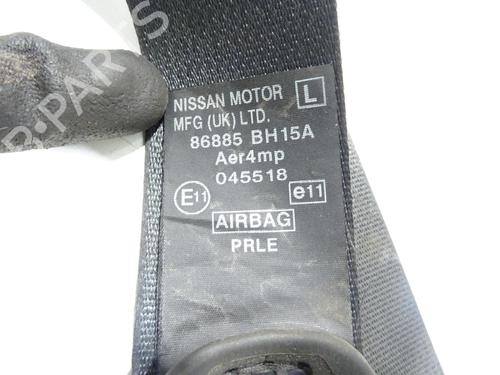 NISSAN MOTOR L
MFG (UK) LTD.
86885 BH15A
Aer4mp
045518
E11 e11
AIRBAG
PRLE